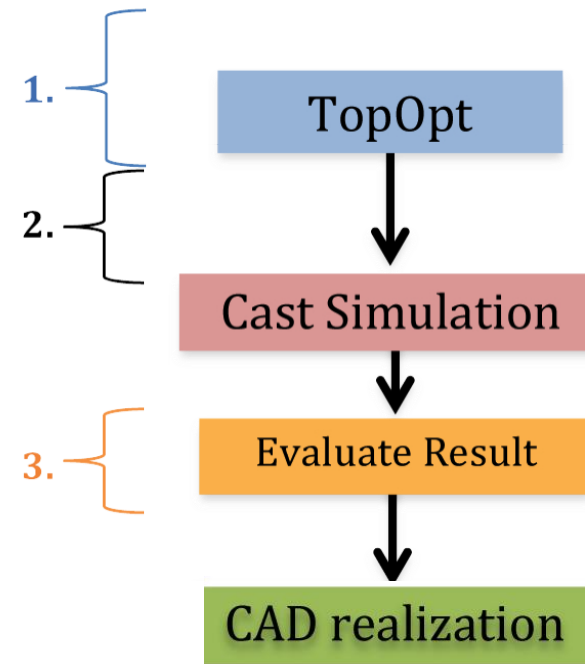 1.
TopOpt
2.
Cast Simulation
3.
Evaluate Result
CAD realization